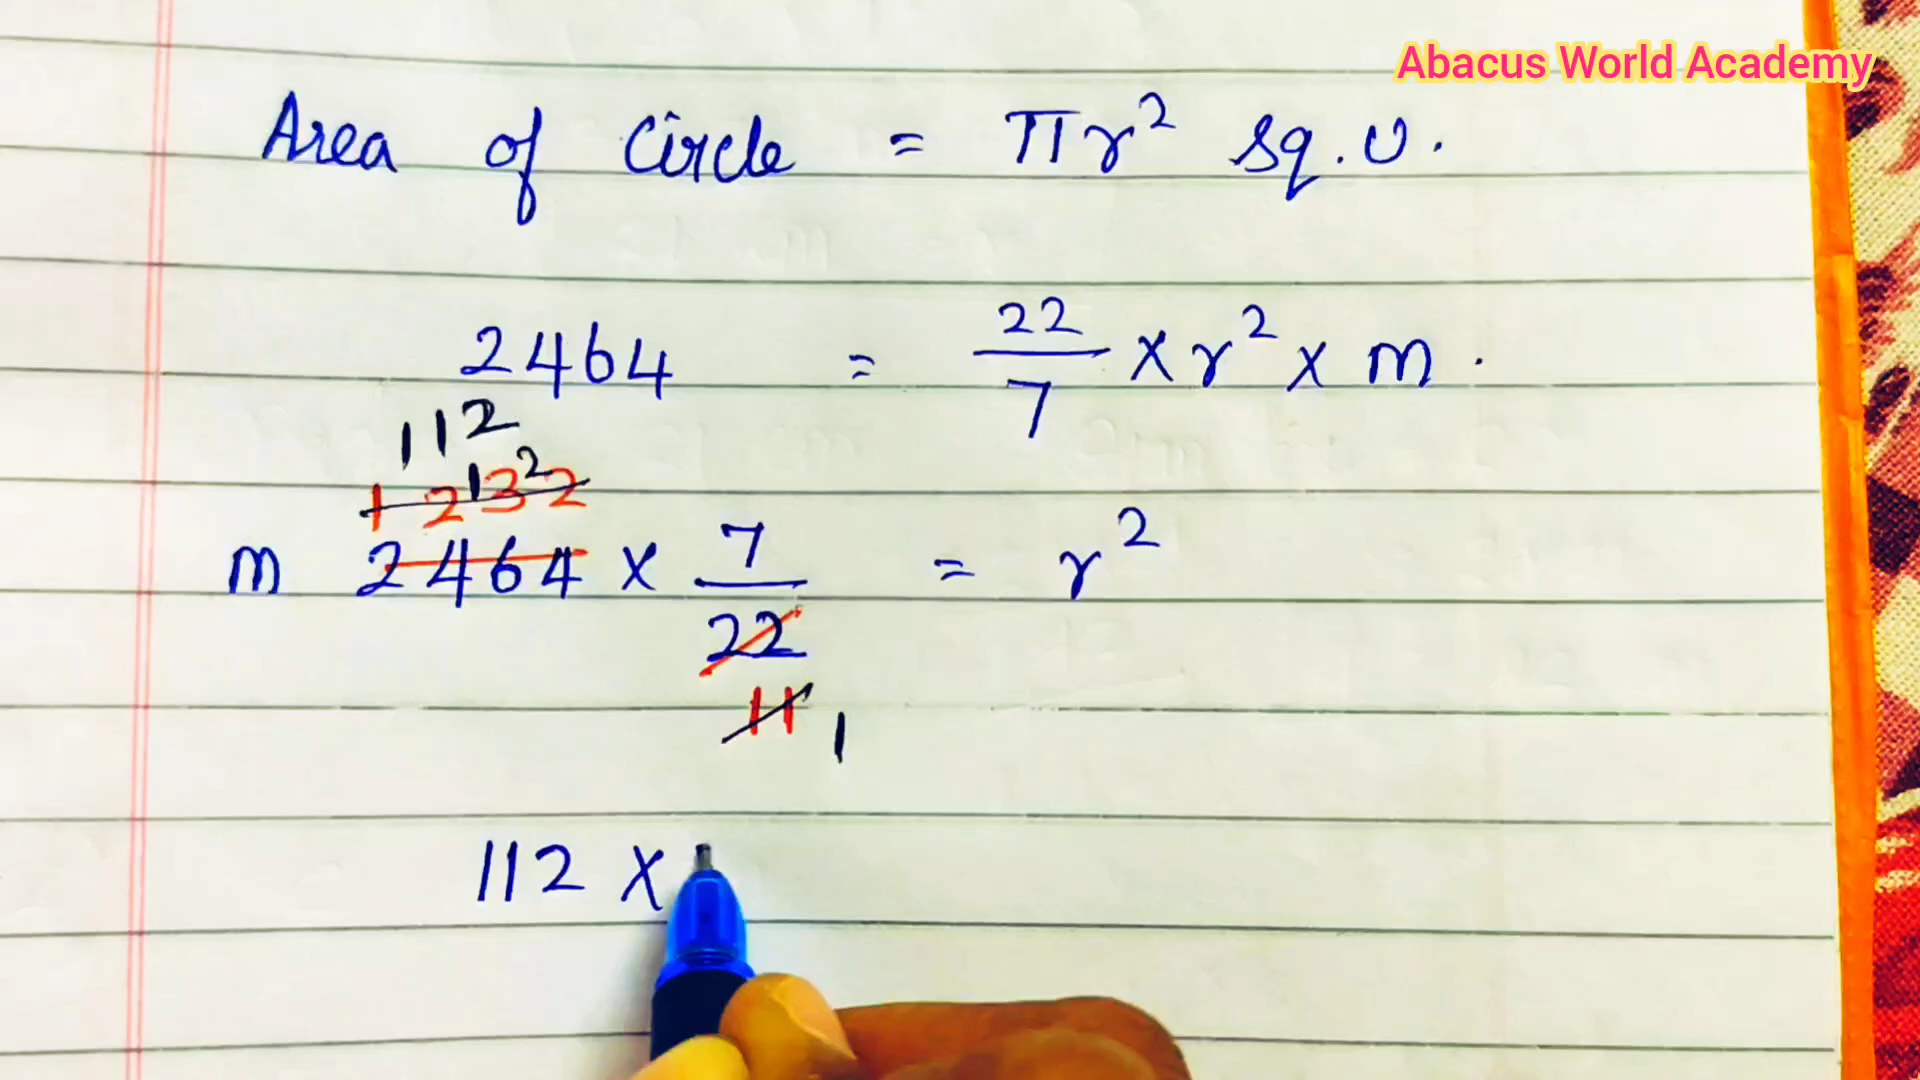 Abacus World Academy
Area of Circle = πr² sq.u.
2464 = 22/7 x r² x m.
112
1 2 1 3 2 2
m 2464 x 7/22 = r²
11 1
112 x